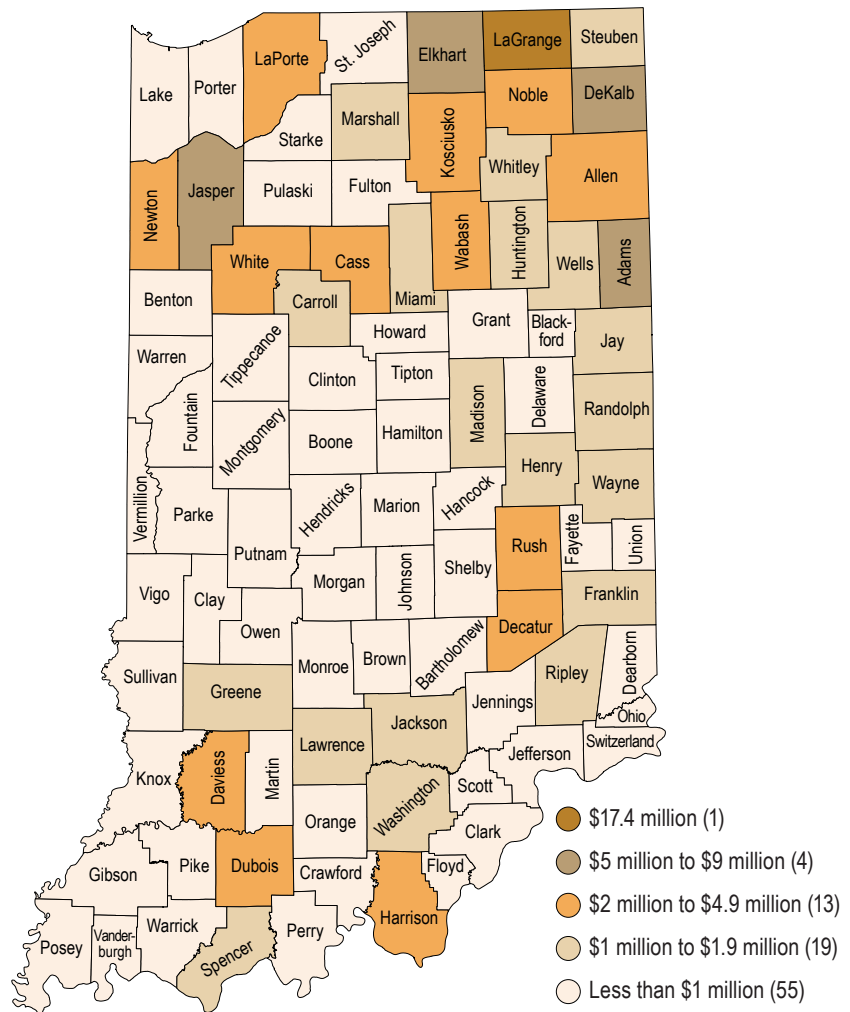 LaGrange
Steuben
St. Joseph
LaPorte
Elkhart
Lake
Porter
Noble
DeKalb
Marshall
Starke
Kosciusko
Whitley
Allen
Jasper
Pulaski
Fulton
Newton
Wabash
Huntington
White
Cass
Wells
Adams
Miami
Benton
Carroll
Grant
Black-
ford
Howard
Jay
Warren
Tippecanoe
Clinton
Tipton
Delaware
Randolph
Fountain
Madison
Montgomery
Boone
Hamilton
Henry
Wayne
Vermillion
Parke
Hendricks
Marion
Hancock
Putnam
Rush
Fayette
Union
Shelby
Morgan
Johnson
Vigo
Clay
Franklin
Owen
Decatur
Monroe
Brown
Bartholomew
Dearborn
Sullivan
Greene
Ripley
Jennings
Ohio
Jackson
Lawrence
Switzerland
Jefferson
Knox
Daviess
Martin
Scott
Washington
Orange
Clark
Pike
Dubois
Crawford
Floyd
Gibson
Harrison
Posey
Vander-
burgh
Warrick
Perry
Spencer
$17.4 million (1)
$5 million to $9 million (4)
$2 million to $4.9 million (13)
$1 million to $1.9 million (19)
Less than $1 million (55)